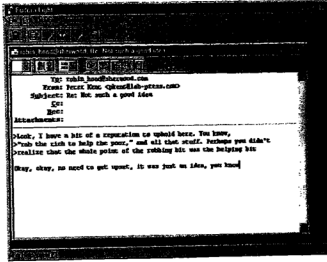 To: robin_hood@sherwood.com
From: Peter Kent <pkent@lab-press.com>
Subject: Re: Not such a good idea
Cc:
Bcc:
Attachments:
>Look, I have a bit of a reputation to uphold here. You know,
>"rob the rich to help the poor," and all that stuff. Perhaps you didn't
>realize that the whole point of the robbing bit was the helping bit
Okay, okay, no need to get upset, it was just an idea, you know